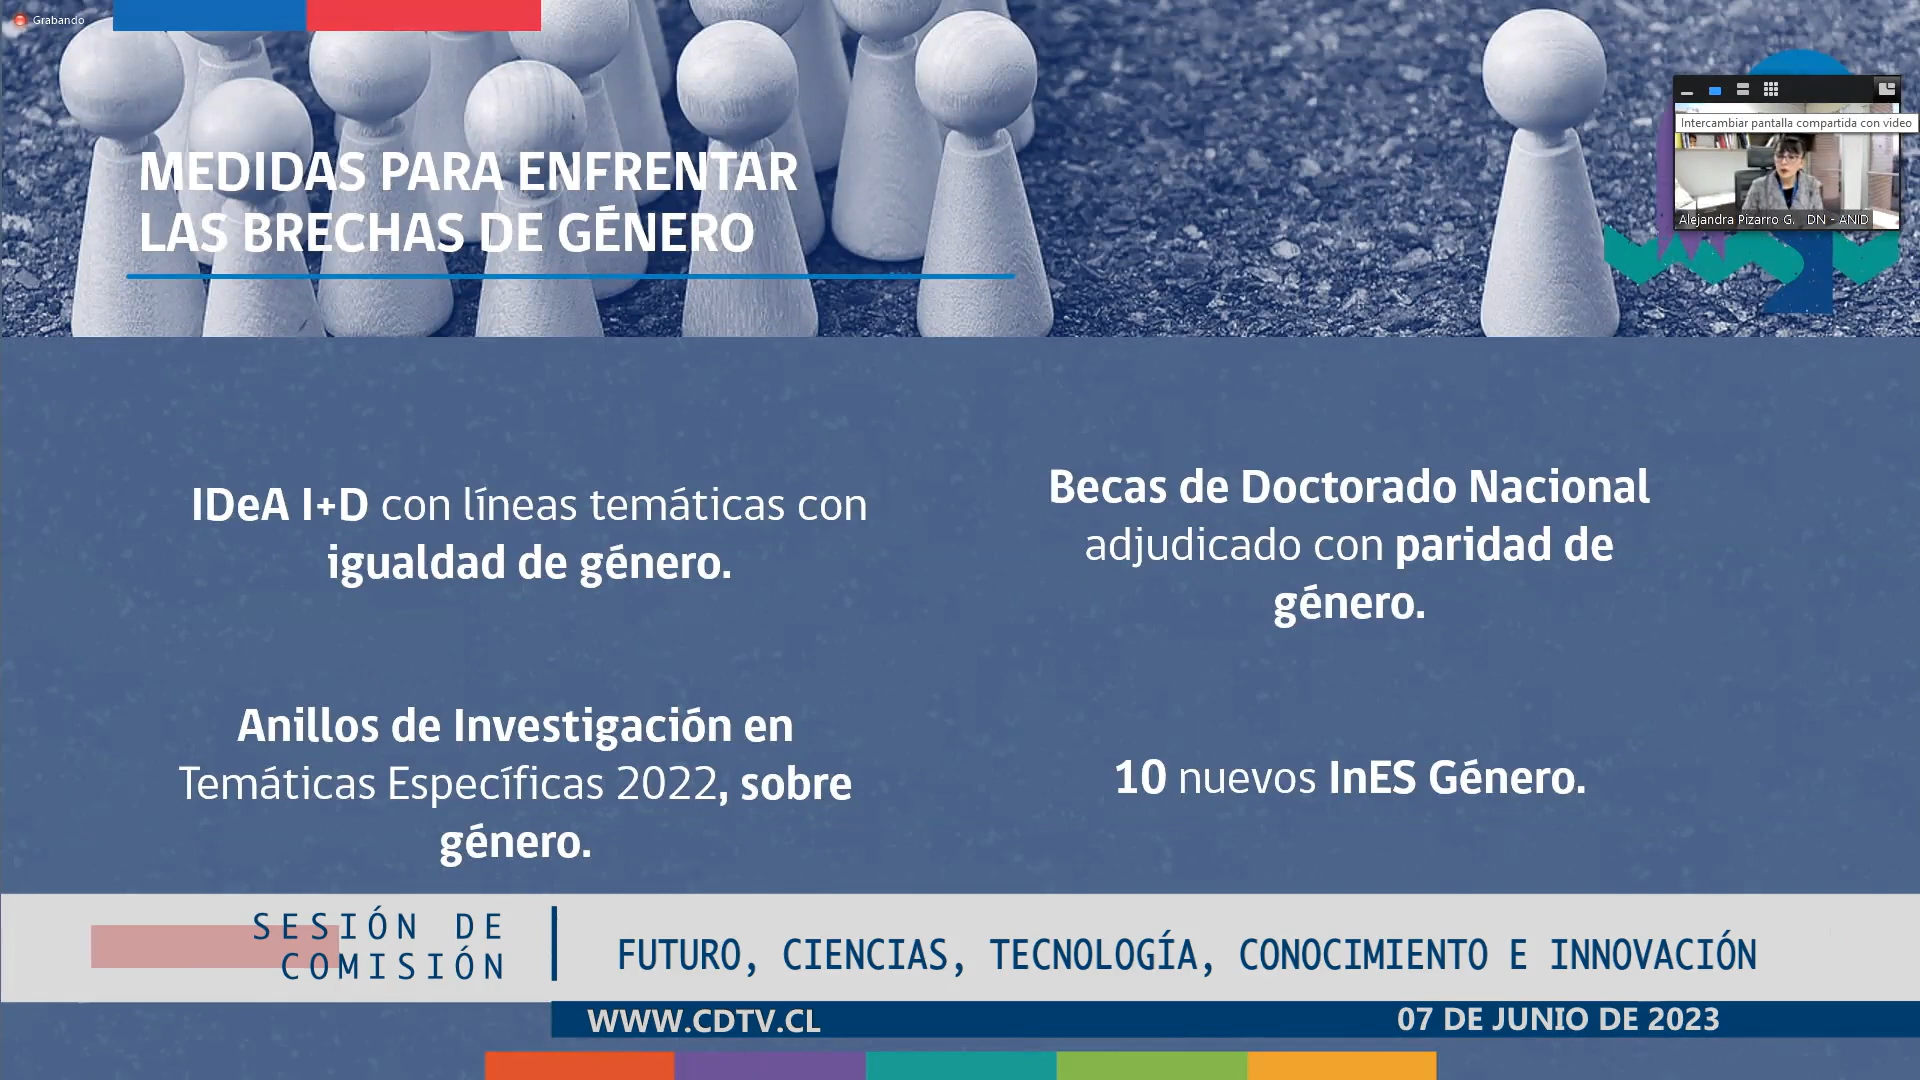 Grabando
MEDIDAS PARA ENFRENTAR
LAS BRECHAS DE GÉNERO
Intercambiar pantalla compartida con video
Alejandra Pizarro G. DN - ANID
IDeA I+D con líneas temáticas con
igualdad de género.
Becas de Doctorado Nacional
adjudicado con paridad de
género.
Anillos de Investigación en
Temáticas Específicas 2022, sobre
género.
10 nuevos InES Género.
SESIÓN DE
COMISIÓN
FUTURO, CIENCIAS, TECNOLOGÍA, CONOCIMIENTO E INNOVACIÓN
WWW.CDTV.CL
07 DE JUNIO DE 2023